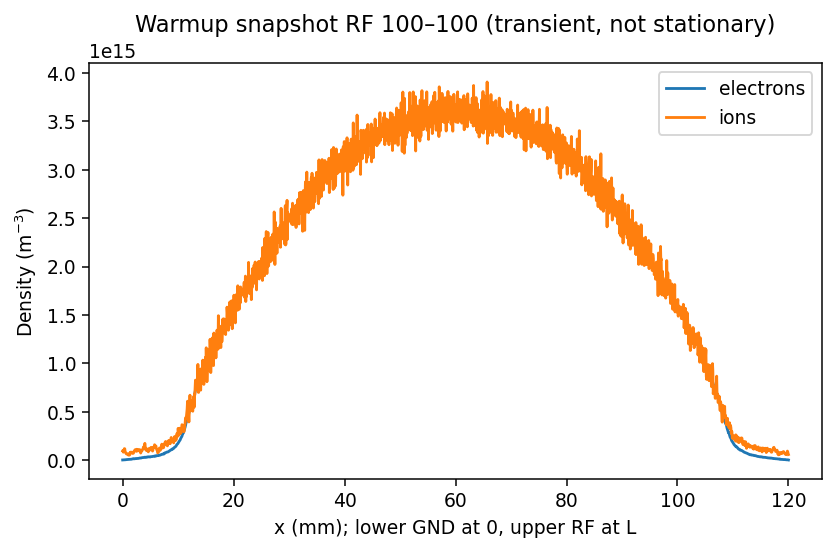 Warmup snapshot RF 100–100 (transient, not stationary)
1e15
electrons
ions
4.0
3.5
3.0
2.5
2.0
1.5
1.0
0.5
0.0
Density (m⁻³)
0 20 40 60 80 100 120
x (mm); lower GND at 0, upper RF at L